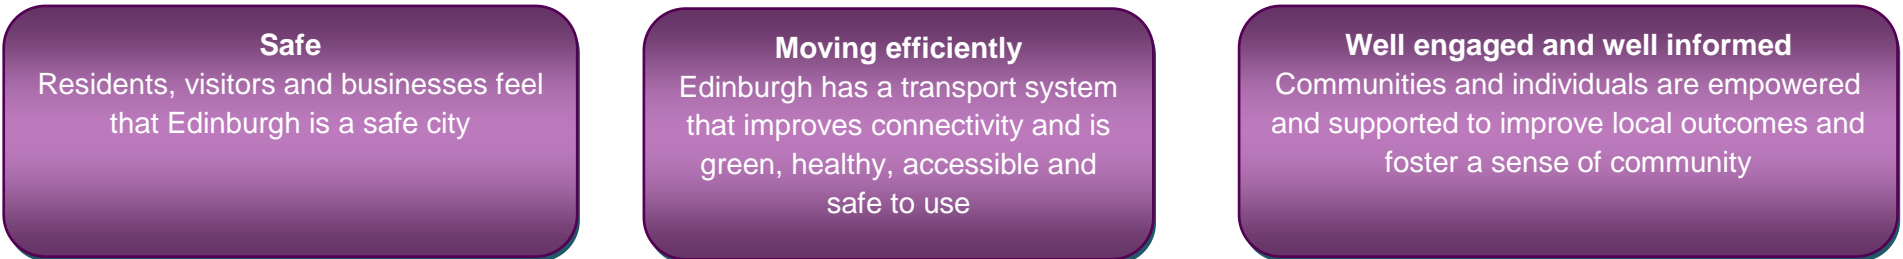 Safe
Residents, visitors and businesses feel
that Edinburgh is a safe city
Moving efficiently
Edinburgh has a transport system
that improves connectivity and is
green, healthy, accessible and
safe to use
Well engaged and well informed
Communities and individuals are empowered
and supported to improve local outcomes and
foster a sense of community